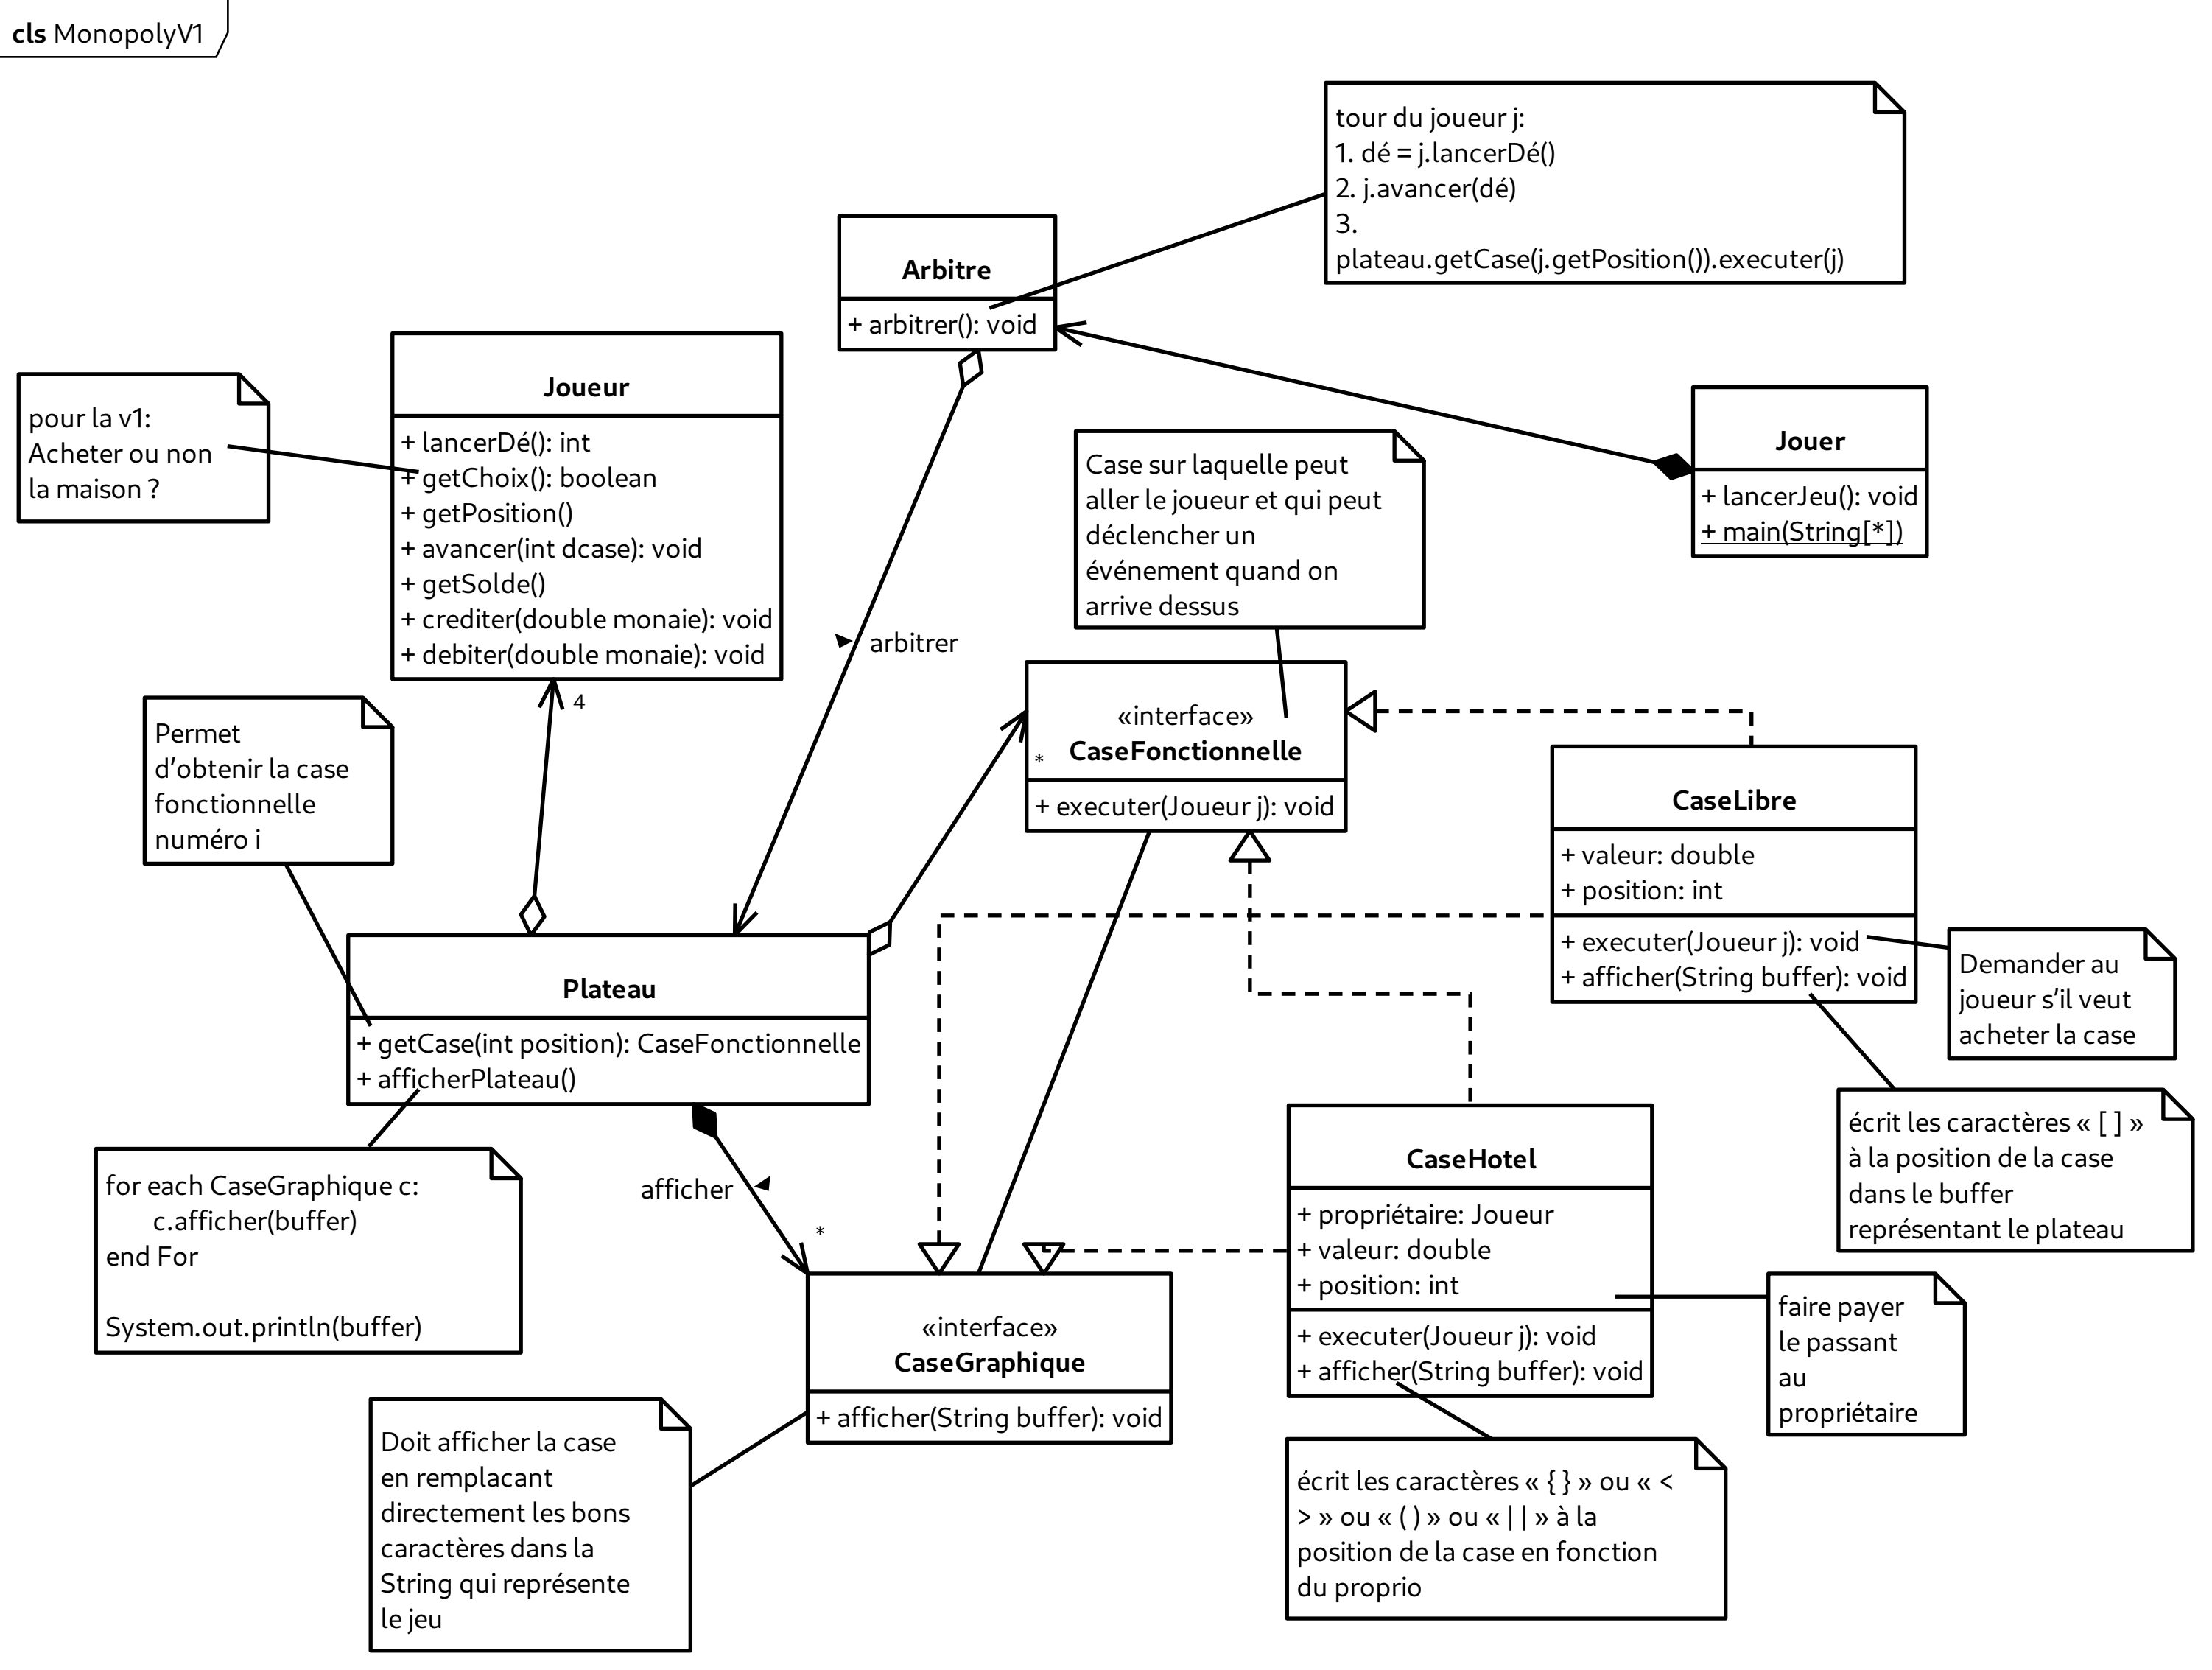 cls MonopolyV1
tour du joueur j:
1. dé = j.lancerDé()
2. j.avancer(dé)
3.
plateau.getCase(j.getPosition()).executer(j)
Arbitre
+ arbitrer(): void
Joueur
+ lancerDé(): int
+ getChoix(): boolean
+ getPosition()
+ avancer(int dcase): void
+ getSolde()
+ crediter(double monaie): void
+ debiter(double monaie): void
pour la v1:
Acheter ou non
la maison ?
Jouer
+ lancerJeu(): void
+ main(String[*])
Case sur laquelle peut
aller le joueur et qui peut
déclencher un
événement quand on
arrive dessus
arbitrer
4
«interface»
CaseFonctionnelle
*
+ executer(Joueur j): void
Permet
d'obtenir la case
fonctionnelle
numéro i
CaseLibre
+ valeur: double
+ position: int
+ executer(Joueur j): void
+ afficher(String buffer): void
Demander au
joueur s'il veut
acheter la case
Plateau
+ getCase(int position): CaseFonctionnelle
+ afficherPlateau()
écrit les caractères « [ ] »
à la position de la case
dans le buffer
représentant le plateau
for each CaseGraphique c:
c.afficher(buffer)
end For
System.out.println(buffer)
afficher
*
CaseHotel
+ propriétaire: Joueur
+ valeur: double
+ position: int
+ executer(Joueur j): void
+ afficher(String buffer): void
faire payer
le passant
au
propriétaire
«interface»
CaseGraphique
+ afficher(String buffer): void
Doit afficher la case
en remplacant
directement les bons
caractères dans la
String qui représente
le jeu
écrit les caractères « { } » ou « <
> » ou « ( ) » ou « | | » à la
position de la case en fonction
du proprio